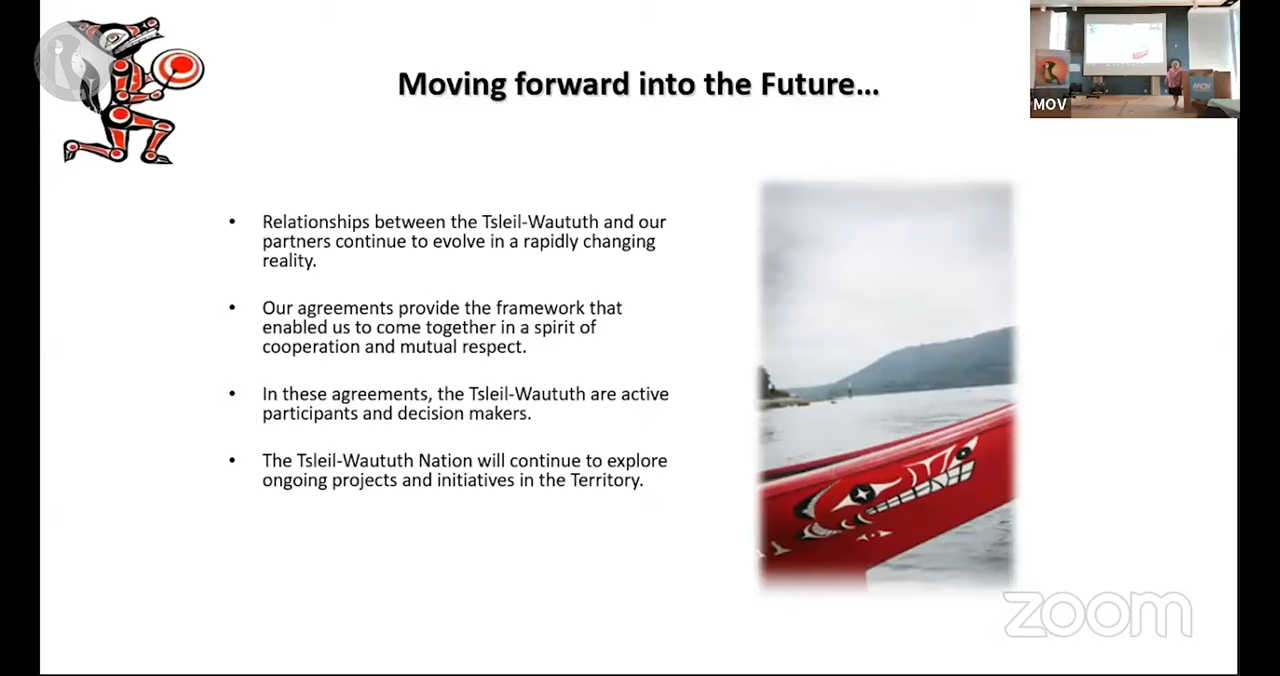 Moving forward into the Future...
MOV
• Relationships between the Tsleil-Waututh and our
partners continue to evolve in a rapidly changing
reality.
• Our agreements provide the framework that
enabled us to come together in a spirit of
cooperation and mutual respect.
• In these agreements, the Tsleil-Waututh are active
participants and decision makers.
• The Tsleil-Waututh Nation will continue to explore
ongoing projects and initiatives in the Territory.
zoom